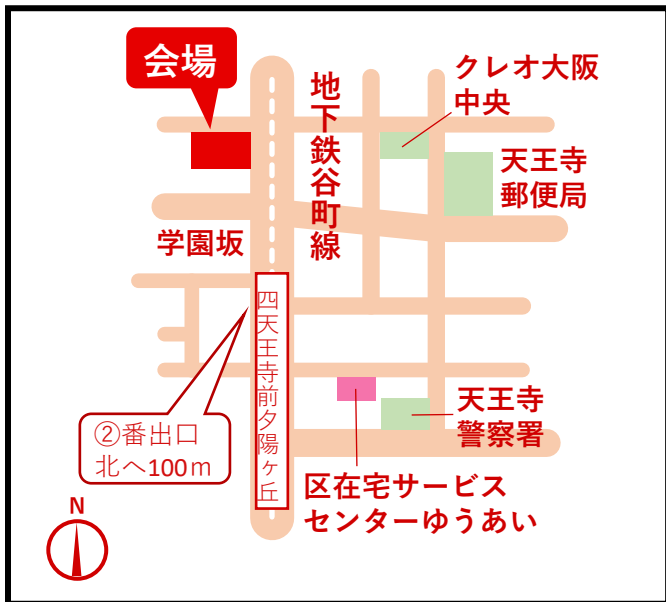 会場
地下鉄谷町線
クレオ大阪
中央
天王寺
郵便局
学園坂
四天王寺前夕陽ヶ丘
②番出口
北へ100m
天王寺
警察署
区在宅サービス
センターゆうあい
N